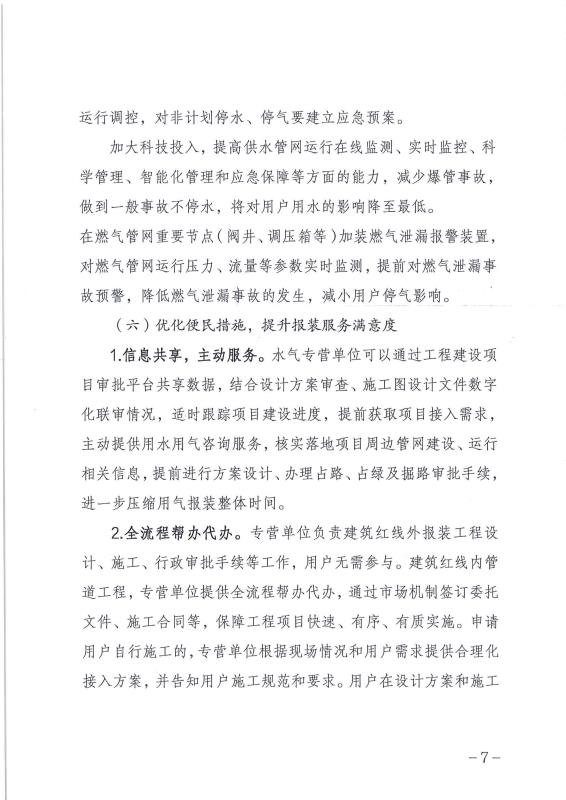 运行调控，对非计划停水、停气要建立应急预案。
加大科技投入，提高供水管网运行在线监测、实时监控、科
学管理、智能化管理和应急保障等方面的能力，减少爆管事故，
做到一般事故不停水，将对用户用水的影响降至最低。
在燃气管网重要节点（阀井、调压箱等）加装燃气泄漏报警装置，
对燃气管网运行压力、流量等参数实时监测，提前对燃气泄漏事
故预警，降低燃气泄漏事故的发生，减小用户停气影响。
（六）优化便民措施，提升报装服务满意度
1.信息共享，主动服务。水气专营单位可以通过工程建设项
目审批平台共享数据，结合设计方案审查、施工图设计文件数字
化联审情况，适时跟踪项目建设进度，提前获取项目接入需求，
主动提供用水用气咨询服务，核实落地项目周边管网建设、运行
相关信息，提前进行方案设计、办理占路、占绿及掘路审批手续，
进一步压缩用气报装整体时间。
2.全流程帮办代办。专营单位负责建筑红线外报装工程设
计、施工、行政审批手续等工作，用户无需参与。建筑红线内管
道工程，专营单位提供全流程帮办代办，通过市场机制签订委托
文件、施工合同等，保障工程项目快速、有序、有质实施。申请
用户自行施工的，专营单位根据现场情况和用户需求提供合理化
接入方案，并告知用户施工规范和要求。用户在设计方案和施工
－7－